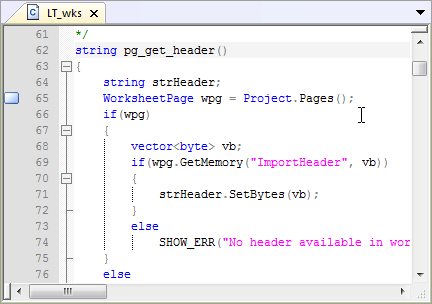 LT_wks
61 */
62 string pg_get_header()
63 {
64 string strHeader;
65 WorksheetPage wpg = Project.Pages();
66 if(wpg)
67 {
68 vector<byte> vb;
69 if(wpg.GetMemory("ImportHeader", vb))
70 {
71 strHeader.SetBytes(vb);
72 }
73 else
74 SHOW_ERR("No header available in wor
75 }
76 else